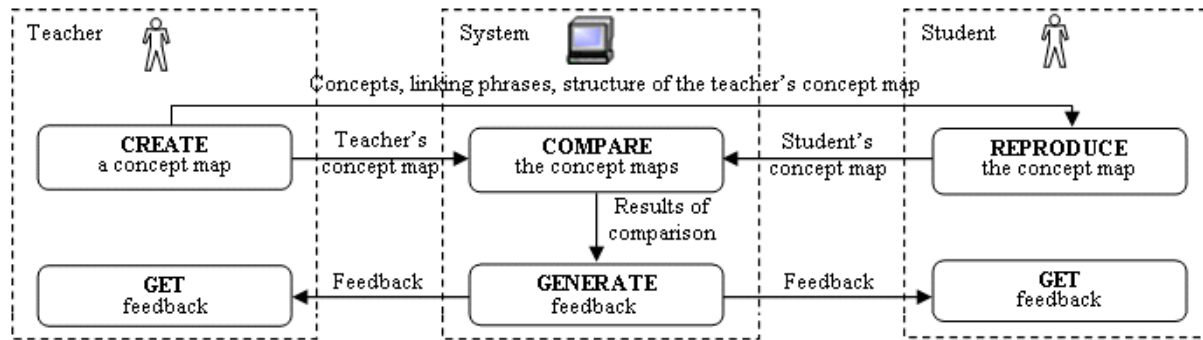 Teacher
System
Student
Concepts, linking phrases, structure of the teacher's concept map
CREATE
a concept map
Teacher's
concept map
COMPARE
the concept maps
Student's
concept map
REPRODUCE
the concept map
Results of
comparison
GET
feedback
Feedback
GENERATE
feedback
Feedback
GET
feedback